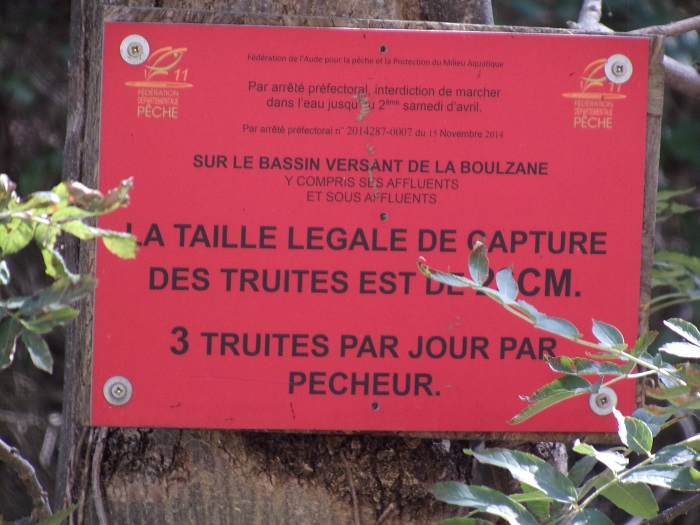 Fédération de l'Aude pour la pêche et la Protection du Milieu Aquatique
11
FÉDÉRATION
DÉPARTEMENTALE
PÊCHE
11
FÉDÉRATION
DÉPARTEMENTALE
PÊCHE
Par arrêté préfectoral, interdiction de marcher
dans l'eau jusqu'au 2ème samedi d'avril.
Par arrêté préfectoral n° 2014287-0007 du 15 Novembre 2014
SUR LE BASSIN VERSANT DE LA BOULZANE
Y COMPRIS SES AFFLUENTS
ET SOUS AFFLUENTS
LA TAILLE LEGALE DE CAPTURE
DES TRUITES EST DE CM.
3 TRUITES PAR JOUR PAR
PECHEUR.